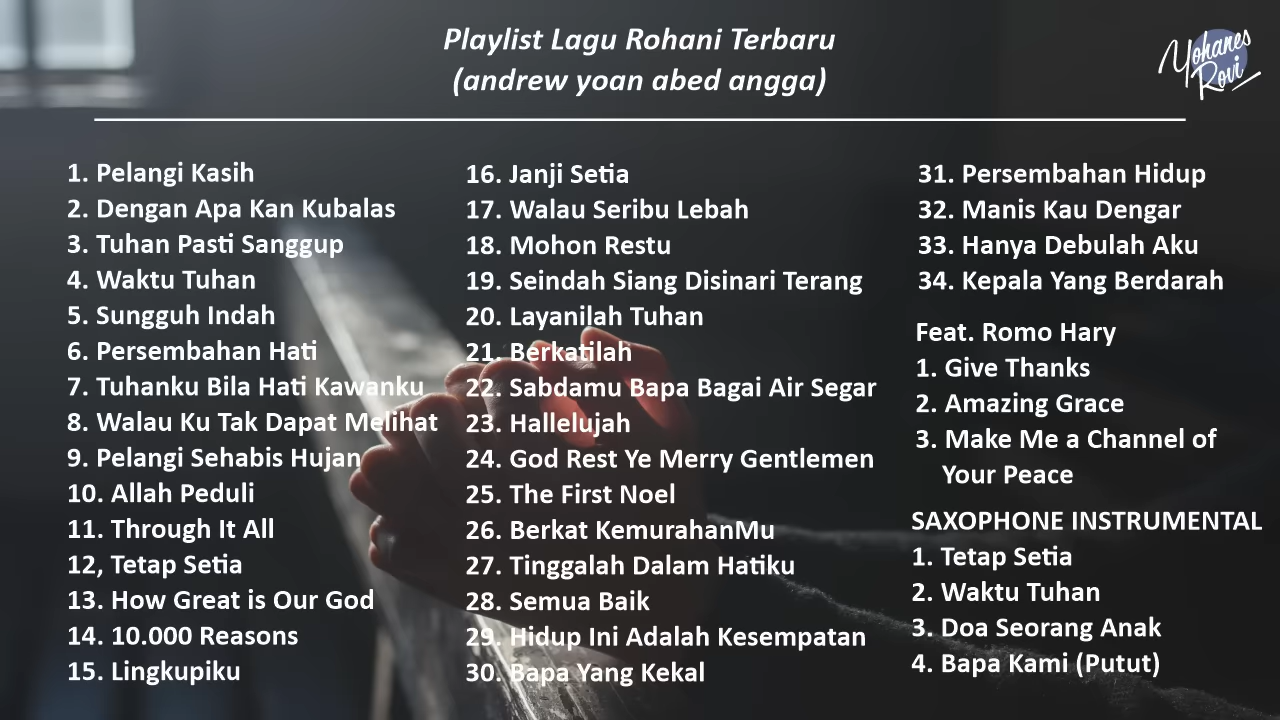 Playlist Lagu Rohani Terbaru
(andrew yoan abed angga)
Yohanes
Rovi
1. Pelangi Kasih
2. Dengan Apa Kan Kubalas
3. Tuhan Pasti Sanggup
4. Waktu Tuhan
5. Sungguh Indah
6. Persembahan Hati
7. Tuhanku Bila Hati Kawanku
8. Walau Ku Tak Dapat Melihat
9. Pelangi Sehabis Hujan
10. Allah Peduli
11. Through It All
12, Tetap Setia
13. How Great is Our God
14. 10.000 Reasons
15. Lingkupiku
16. Janji Setia
17. Walau Seribu Lebah
18. Mohon Restu
19. Seindah Siang Disinari Terang
20. Layanilah Tuhan
21. Berkatilah
22. Sabdamu Bapa Bagai Air Segar
23. Hallelujah
24. God Rest Ye Merry Gentlemen
25. The First Noel
26. Berkat KemurahanMu
27. Tinggalah Dalam Hatiku
28. Semua Baik
29. Hidup Ini Adalah Kesempatan
30. Bapa Yang Kekal
31. Persembahan Hidup
32. Manis Kau Dengar
33. Hanya Debulah Aku
34. Kepala Yang Berdarah
Feat. Romo Hary
1. Give Thanks
2. Amazing Grace
3. Make Me a Channel of
Your Peace
SAXOPHONE INSTRUMENTAL
1. Tetap Setia
2. Waktu Tuhan
3. Doa Seorang Anak
4. Bapa Kami (Putut)